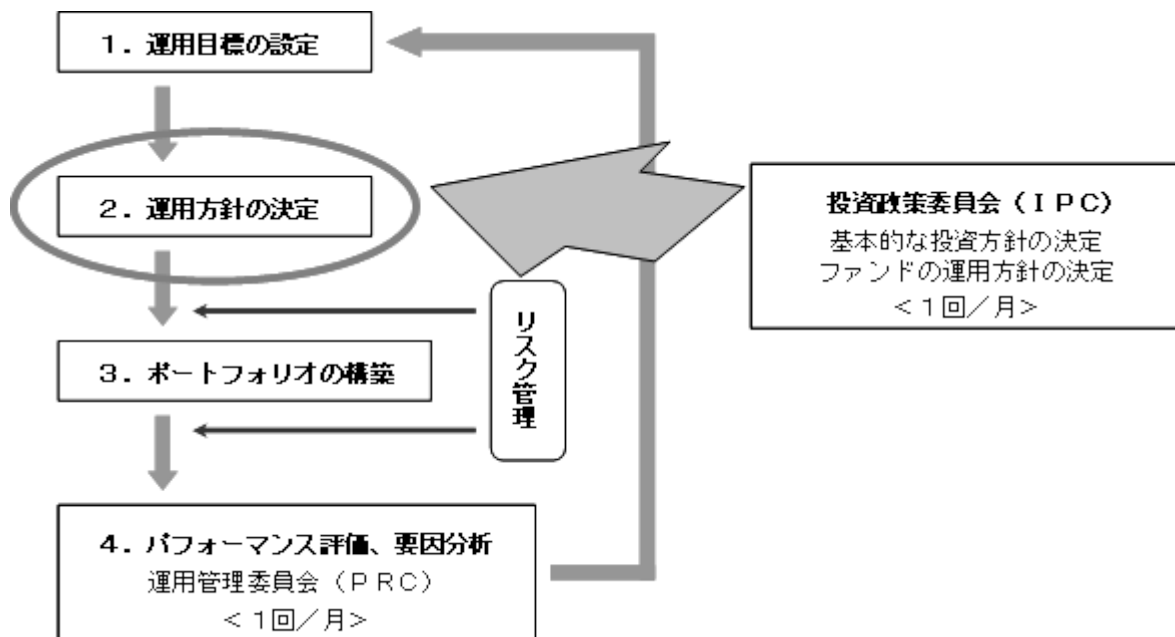 １．運用目標の設定
２．運用方針の決定
投資政策委員会（ＩＰＣ）
基本的な投資方針の決定
ファンドの運用方針の決定
＜１回／月＞
リスク管理
３．ポートフォリオの構築
４．パフォーマンス評価、要因分析
運用管理委員会（ＰＲＣ）
＜１回／月＞